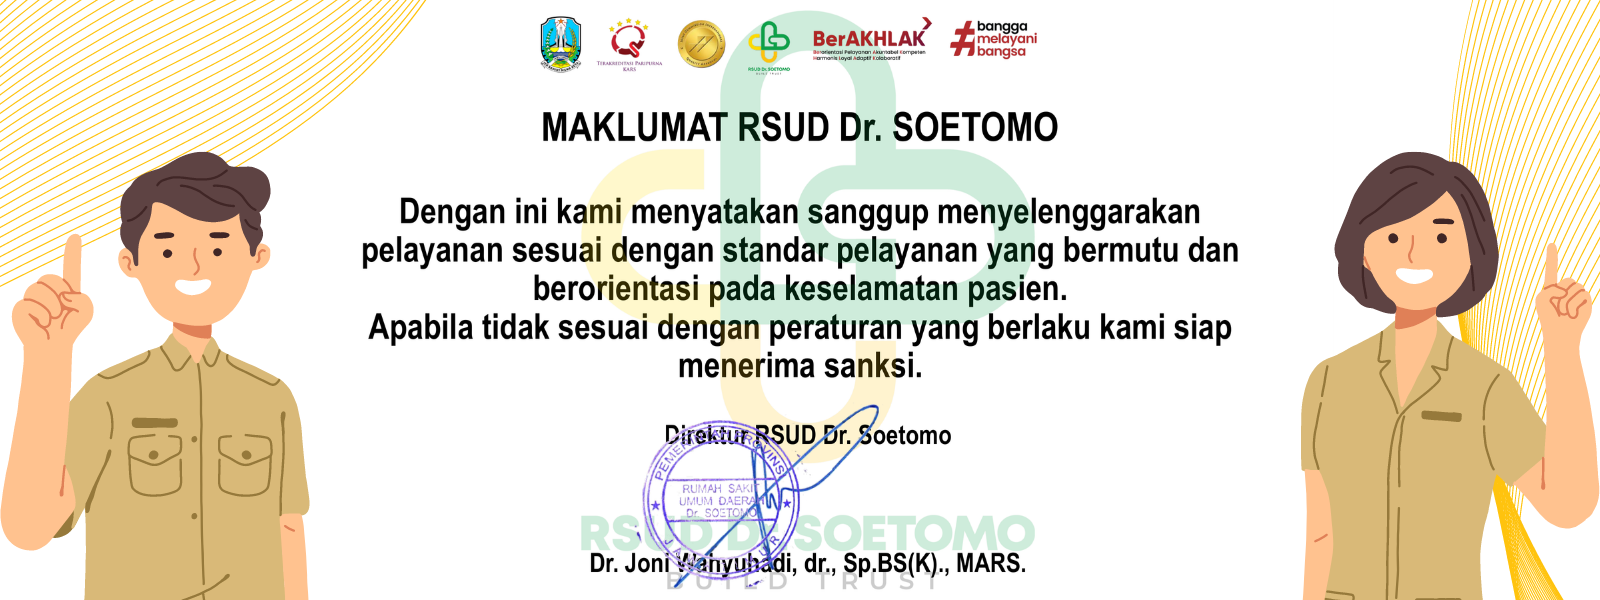 TERAKREDITASI PARIPURNA
KARS
RSUD Dr. SOETOMO
BUILD TRUST
BerAKHLAK
Berorientasi Pelayanan Akuntabel Kompeten
Harmonis Loyal Adaptif Kolaboratif
#bangga
melayani
bangsa
MAKLUMAT RSUD Dr. SOETOMO
Dengan ini kami menyatakan sanggup menyelenggarakan
pelayanan sesuai dengan standar pelayanan yang bermutu dan
berorientasi pada keselamatan pasien.
Apabila tidak sesuai dengan peraturan yang berlaku kami siap
menerima sanksi.
Direktur RSUD Dr. Soetomo
RUMAH SAKIT
UMUM DAERAH
Dr. SOETOMO
RSUD Dr. SOETOMO
Dr. Joni Wahyuhadi, dr., Sp.BS(K)., MARS.
BUILD TRUST